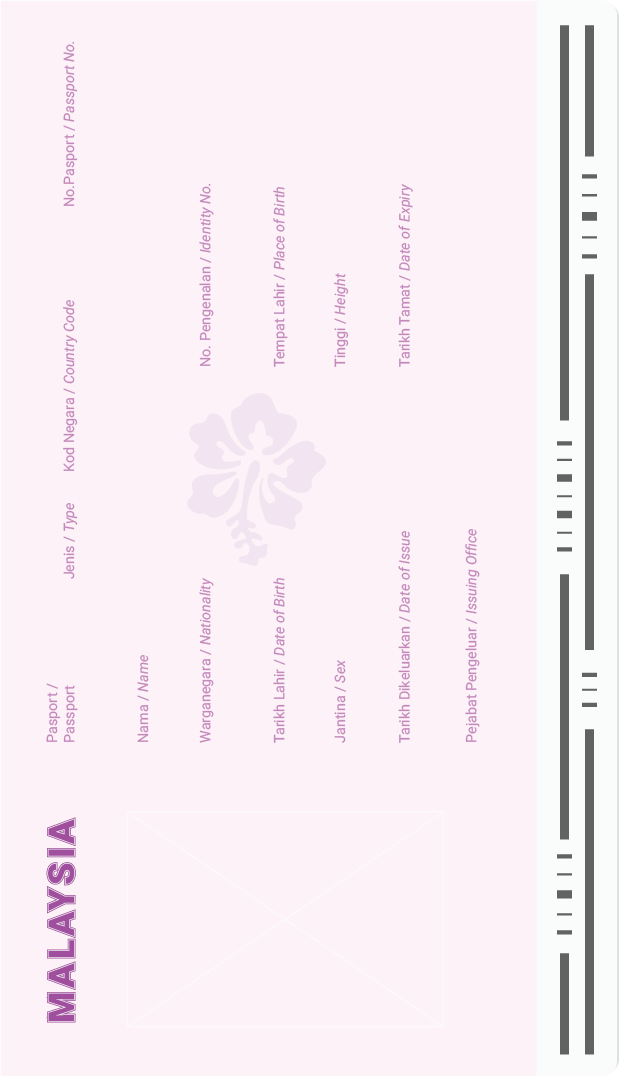 MALAYSIA
Pasport /
Passport
Jenis / Type
Kod Negara / Country Code
No.Pasport / Passport No.
Nama / Name
Warganegara / Nationality
No. Pengenalan / Identity No.
Tarikh Lahir / Date of Birth
Tempat Lahir / Place of Birth
Jantina / Sex
Tinggi / Height
Tarikh Dikeluarkan / Date of Issue
Tarikh Tamat / Date of Expiry
Pejabat Pengeluar / Issuing Office